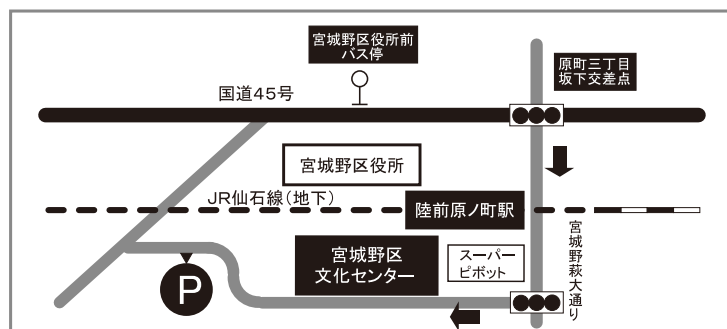 宮城野区役所前
バス停
原町三丁目
坂下交差点
国道45号
宮城野区役所
JR仙石線（地下）
陸前原ノ町駅
宮城野区
文化センター
スーパー
ピボット
宮城野萩大通り
P